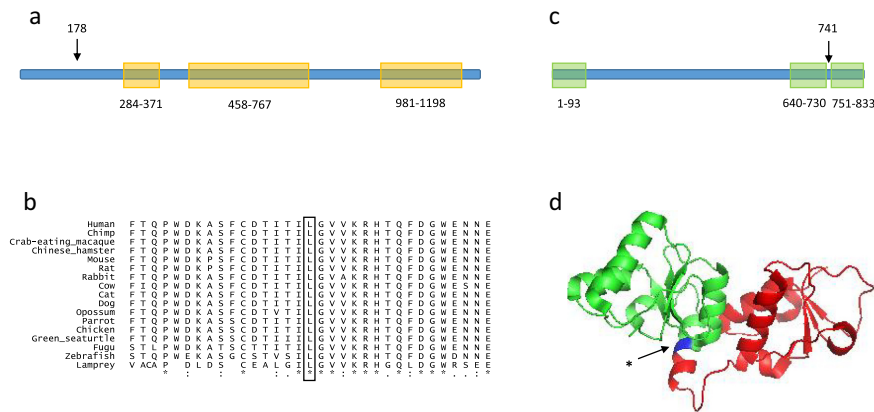 a
178
284-371
458-767
981-1198
c
741
1-93
640-730
751-833
b
Human F T Q P W D K A S F C D T I T I L G V V K R H T Q F D G W E N N E
Chimp F T Q P W D K A S F C D T I T I L G V V K R H T Q F D G W E N N E
Crab-eating_macaque F T Q P W D K A S F C D T I T I L G V V K R H T Q F D G W E N N E
Chinese_hamster F T Q P W D K P S F C D T I T I L G V V K R H T Q F D G W E N N E
Mouse F T Q P W D K P S F C D T I T I L G V V K R H T Q F D G W E N N E
Rat F T Q P W D K P S F C D T I T I L G V V K R H T Q F D G W E N N E
Rabbit F T Q P W D K A S F C D T I T I L G V V K R H T Q F D G W E N N E
Cow F I Q P W D K A S F C D T I T I L G V V K R H T Q F D G W E S N E
Cat F T Q P W D K A S F C D T I T I L G V V K R H T Q F D G W E N N E
Dog F T Q P W D K A S F C D T I T I L G V V K R H T Q F D G W E N N E
Opossum F T Q P W D K A S F C D T V T I L G V V K R H T Q F D G W E N N E
Parrot F T Q P W D K A S S C D T I T I L G V V K R H T Q F D G W E N N E
Chicken F T Q P W D K A S S C D T I I I L G V V K R H T Q F D G W E N N E
Green_seaturtle F T Q P W D K A S S C D T I I I L G V V K R H T Q F D G W E N N E
Fugu S T L P W D K A T S C T T I T I L G V V K R H T Q F D G W E N N E
Zebrafish S T Q P W E K A S G C S T V S I L G V V K R H T Q F D G W D N N E
Lamprey V ACA P D L D S C E A L G I L G V V K R H G Q L D G W R S E E
* : : * : . * * * : * * * * * : * * * . . : *
d
*